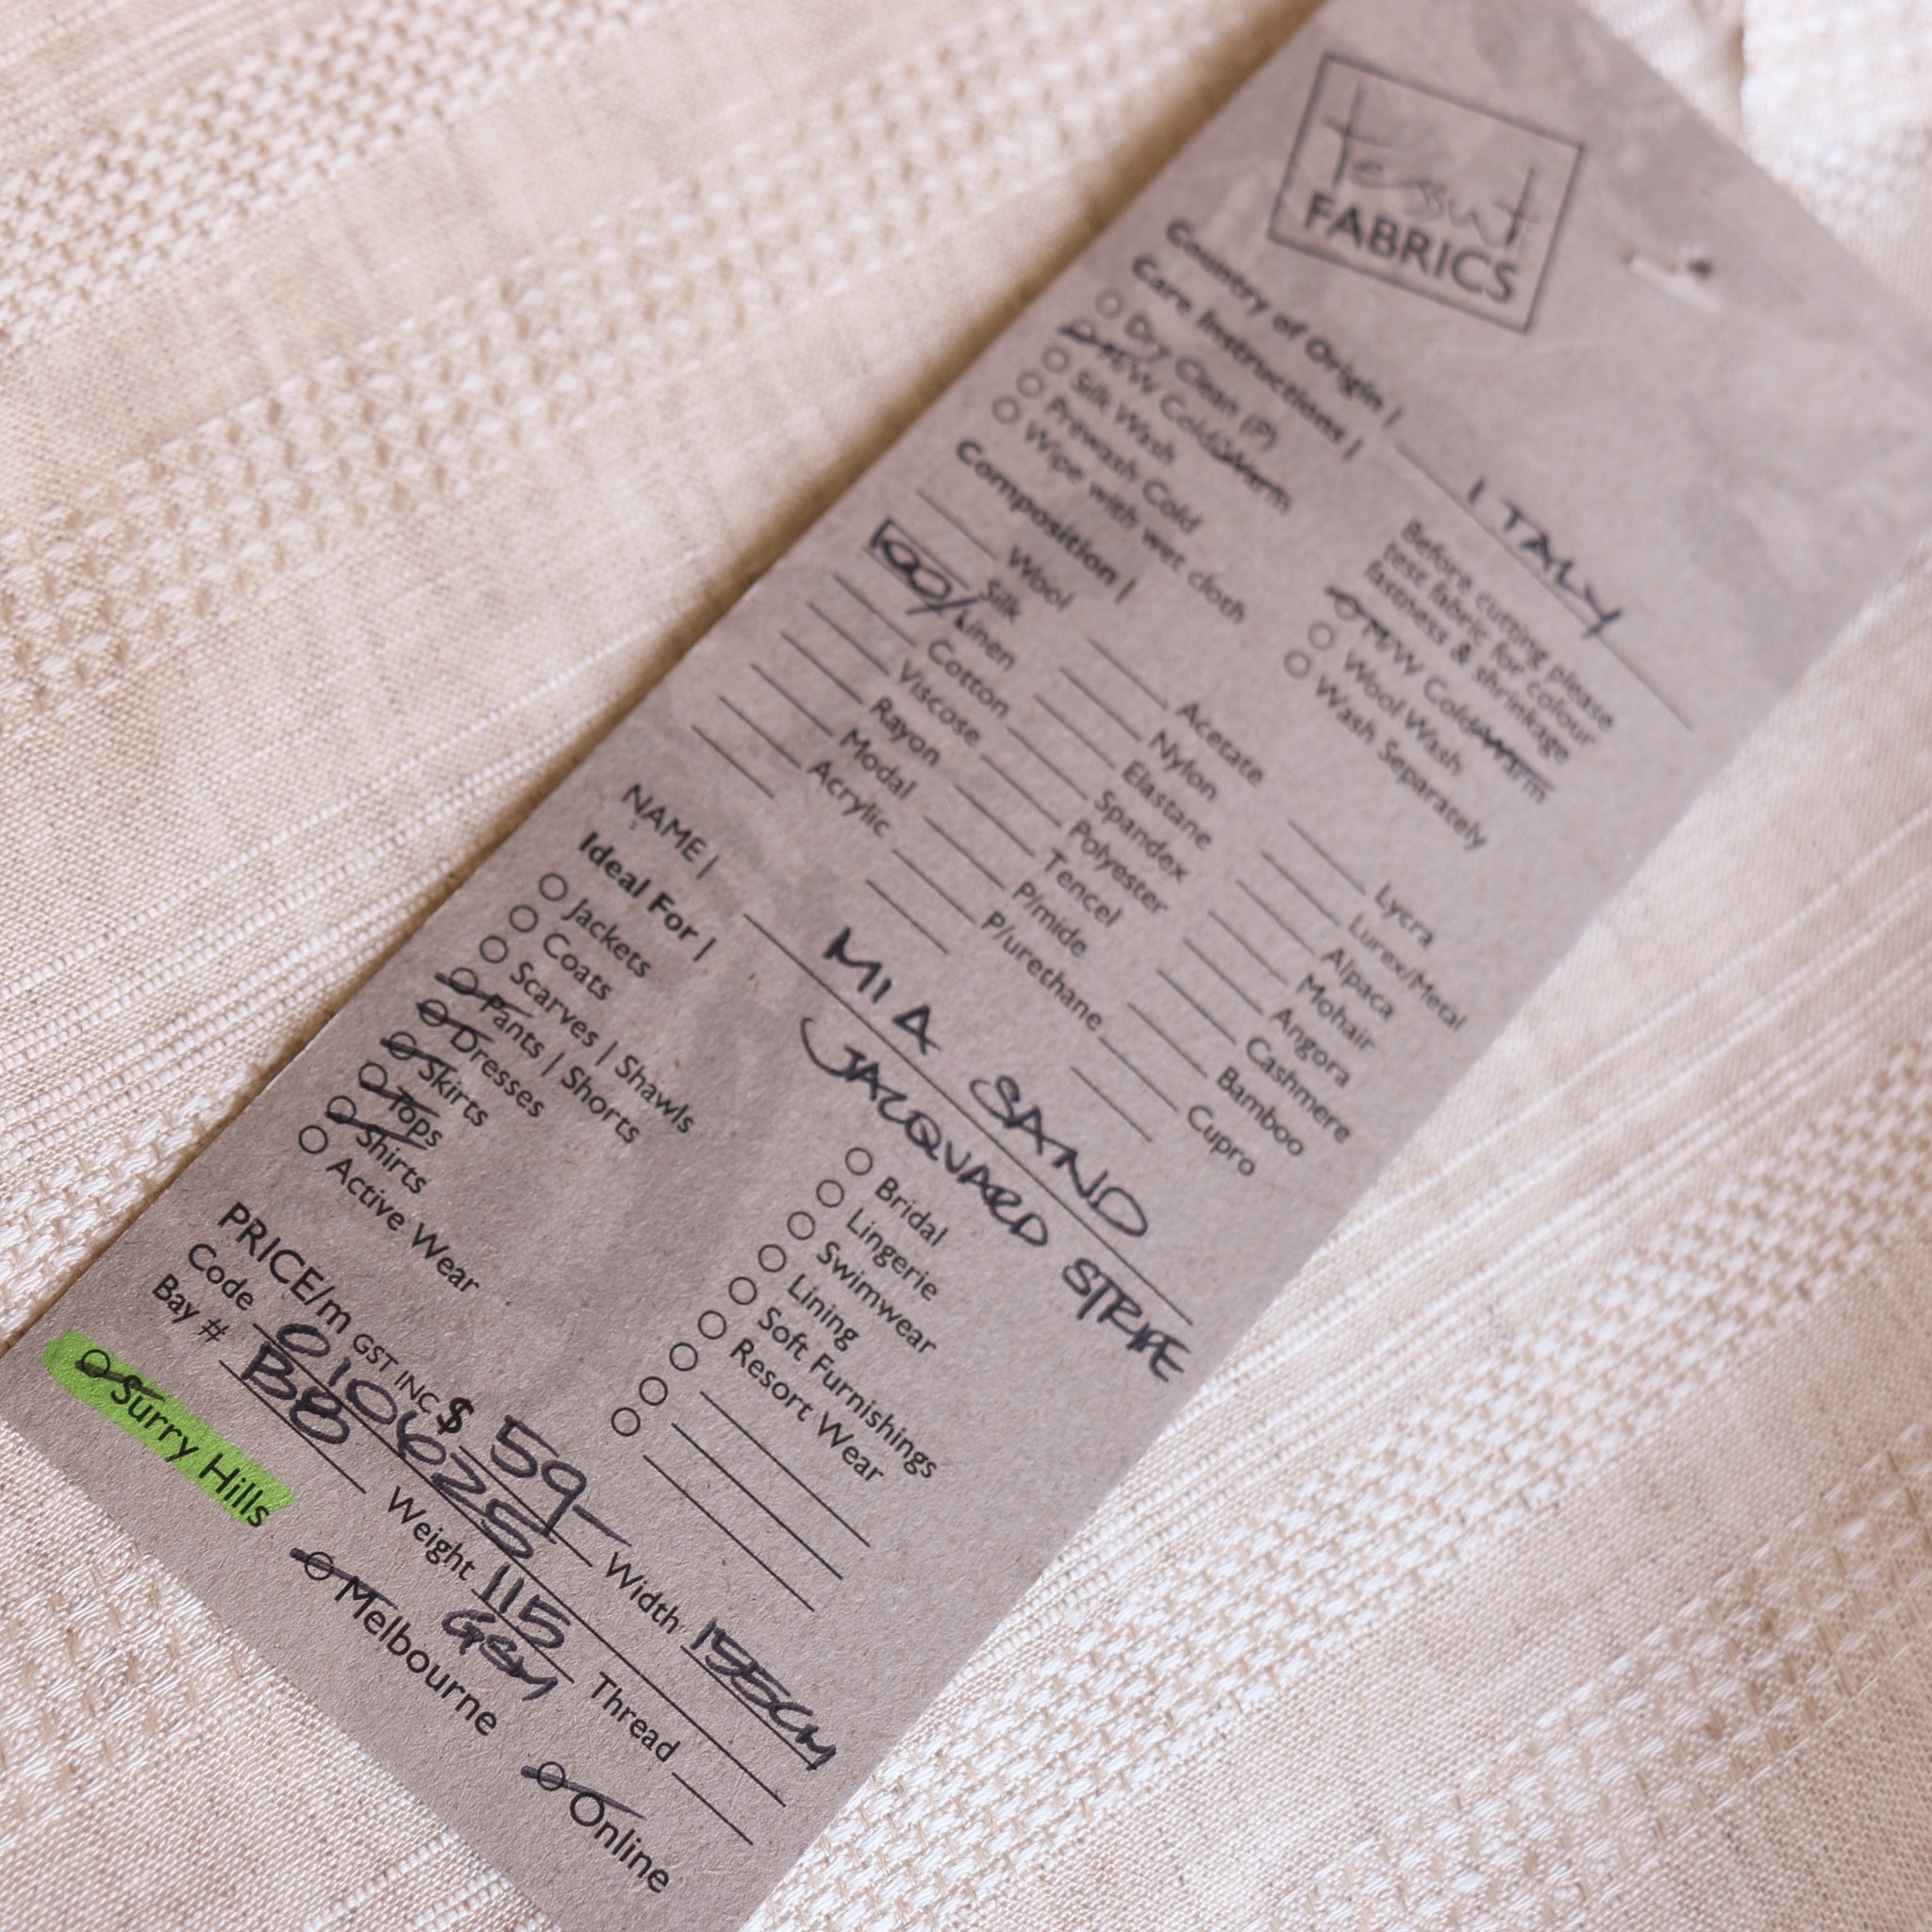 Tessuti
FABRICS
Country of Origin | ITALY
Care Instructions |
Dry Clean (P)
M/W Cold/Warm
Silk Wash
Prewash Cold
Wipe with wet cloth
Before cutting please
test fabric for colour
fastness & shrinkage
M/W Cold/Warm
Wool Wash
Wash Separately
Composition |
Wool
Silk
100/ Linen
Cotton
Viscose
Rayon
Modal
Acrylic
Acetate
Nylon
Elastane
Spandex
Polyester
Tencel
P/mide
P/urethane
Lycra
Lurex/Metal
Alpaca
Mohair
Angora
Cashmere
Bamboo
Cupro
NAME | MIA SAND
JACQUARD STRIPE
Ideal For |
Jackets
Coats
Scarves | Shawls
Pants | Shorts
Dresses
Skirts
Tops
Shirts
Active Wear
Bridal
Lingerie
Swimwear
Lining
Soft Furnishings
Resort Wear
PRICE/m GST INC $ 59- Width 155CM
Code 0106255
Bay # B8 Weight 115 GSM Thread
Surry Hills Melbourne Online